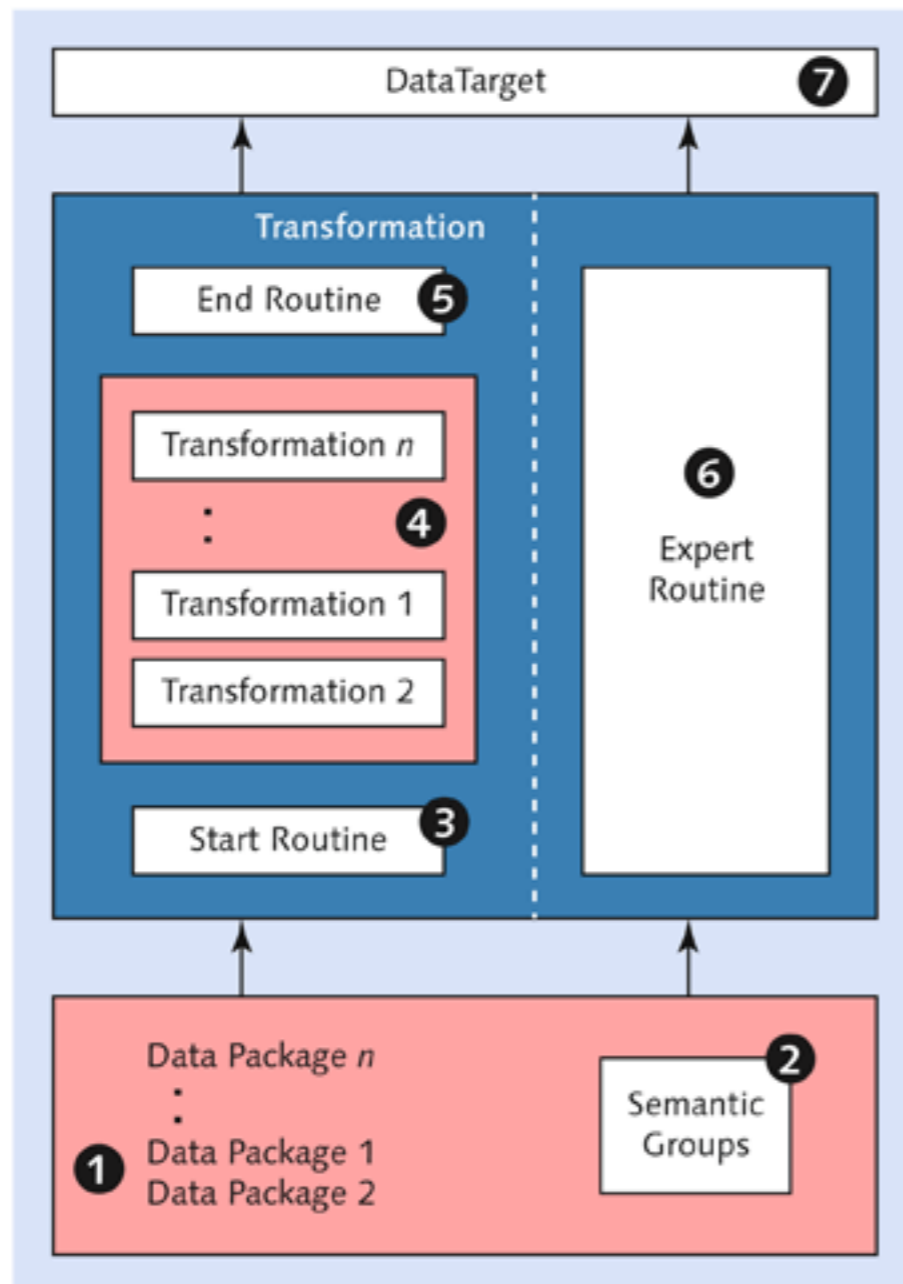 DataTarget 7
Transformation
End Routine 5
Transformation n
:
4
Transformation 1
Transformation 2
Start Routine 3
6
Expert
Routine
Data Package n
:
1
Data Package 1
Data Package 2
2
Semantic
Groups